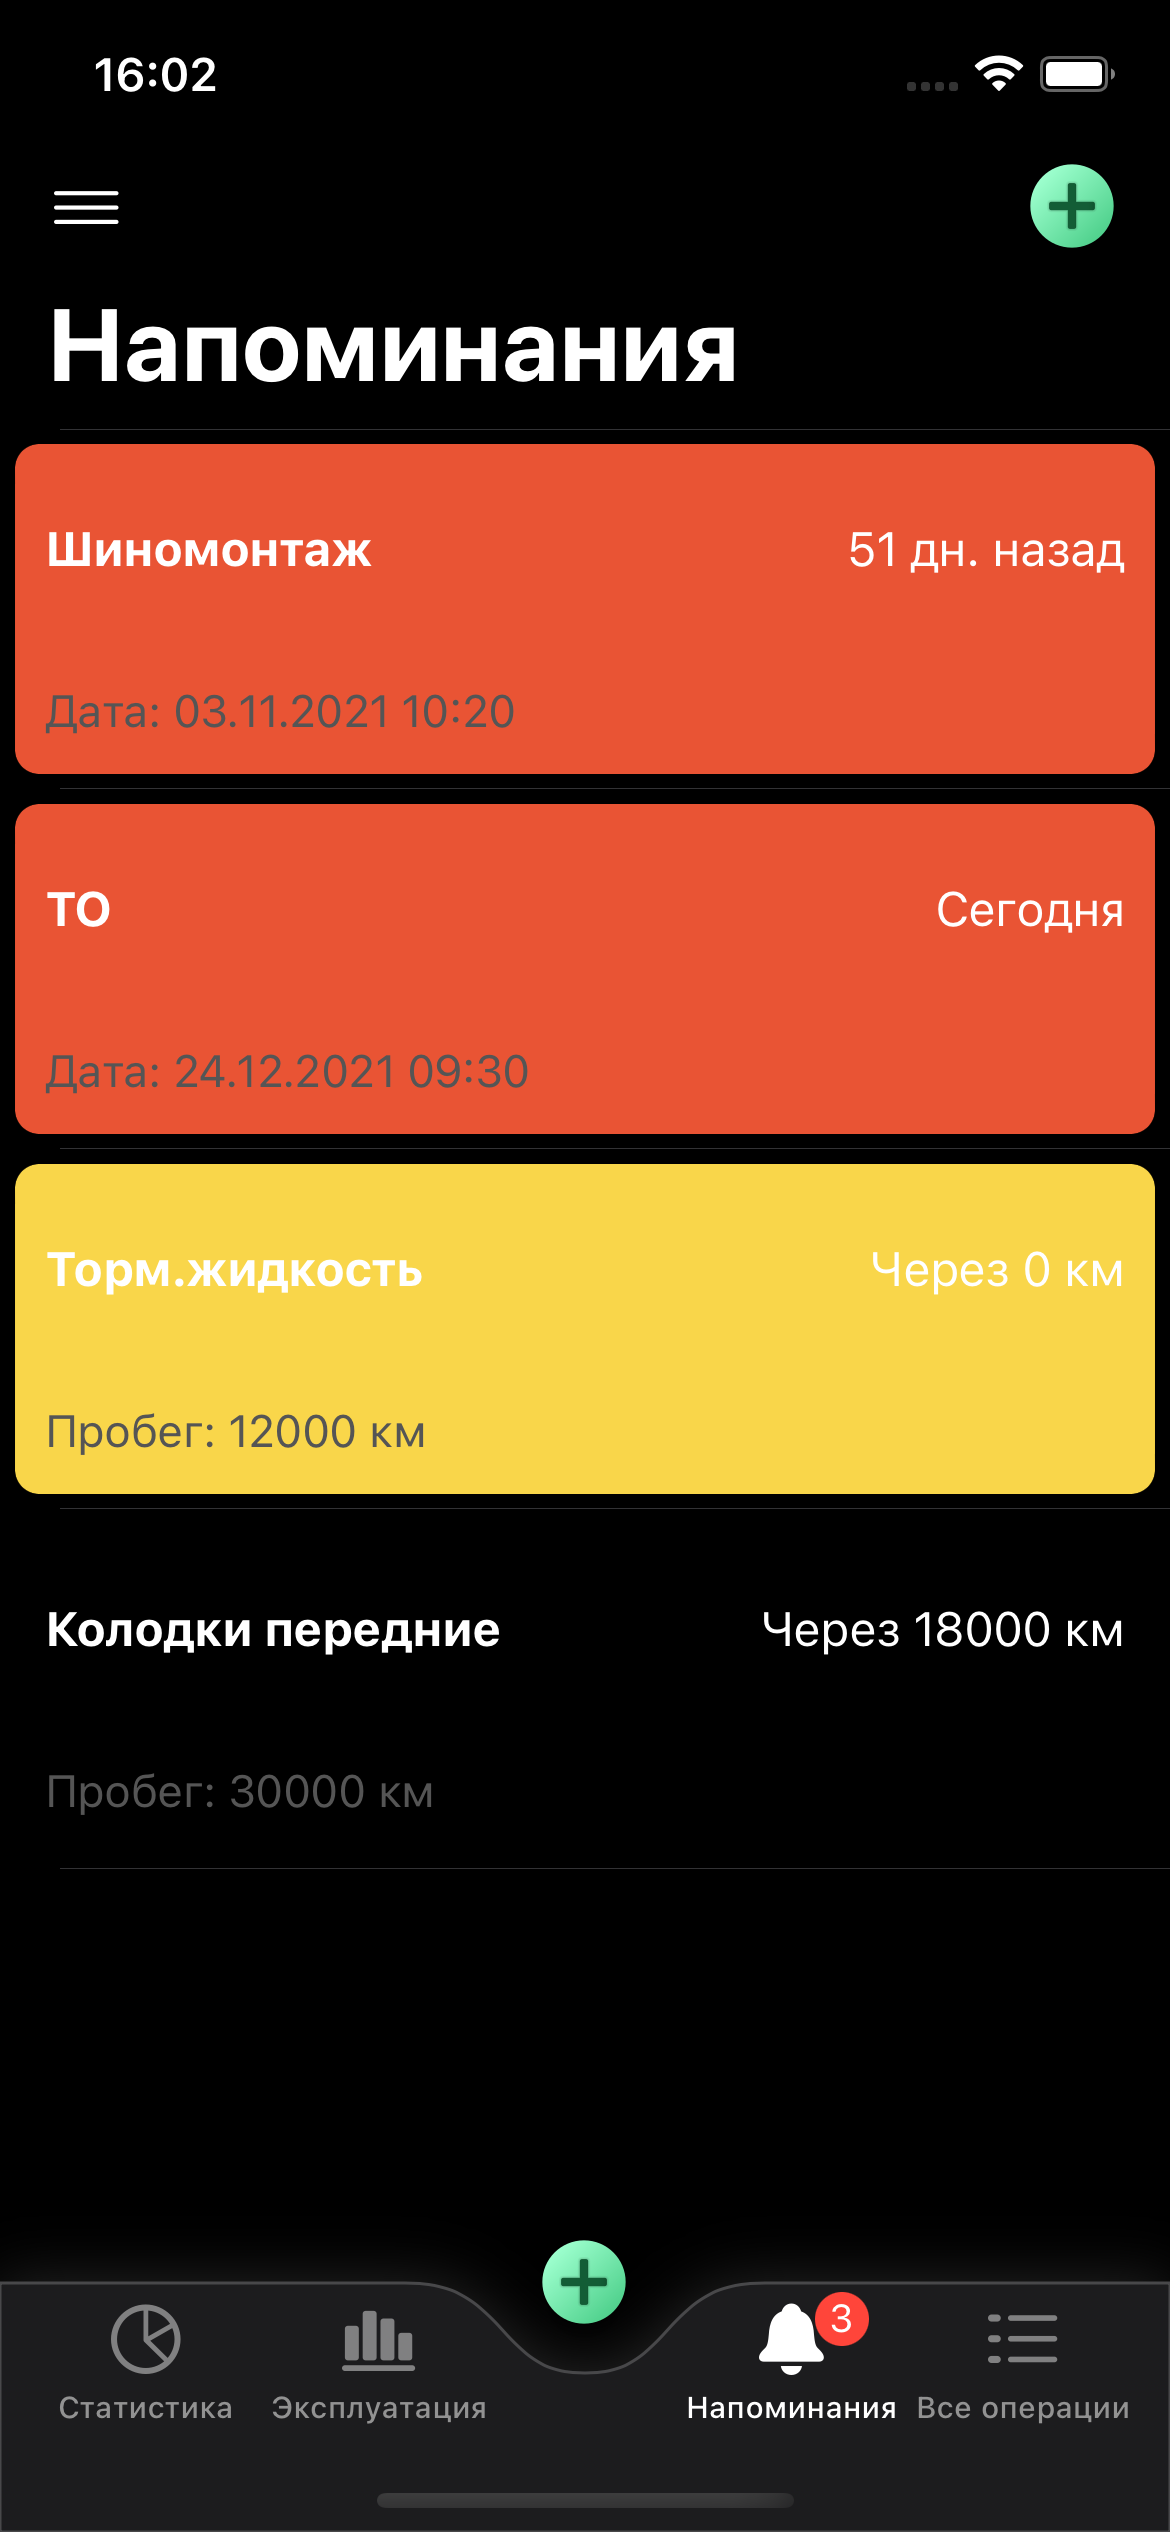 16:02
Напоминания
Шиномонтаж 51 дн. назад
Дата: 03.11.2021 10:20
ТО Сегодня
Дата: 24.12.2021 09:30
Торм.жидкость Через 0 км
Пробег: 12000 км
Колодки передние Через 18000 км
Пробег: 30000 км
3
Статистика Эксплуатация Напоминания Все операции